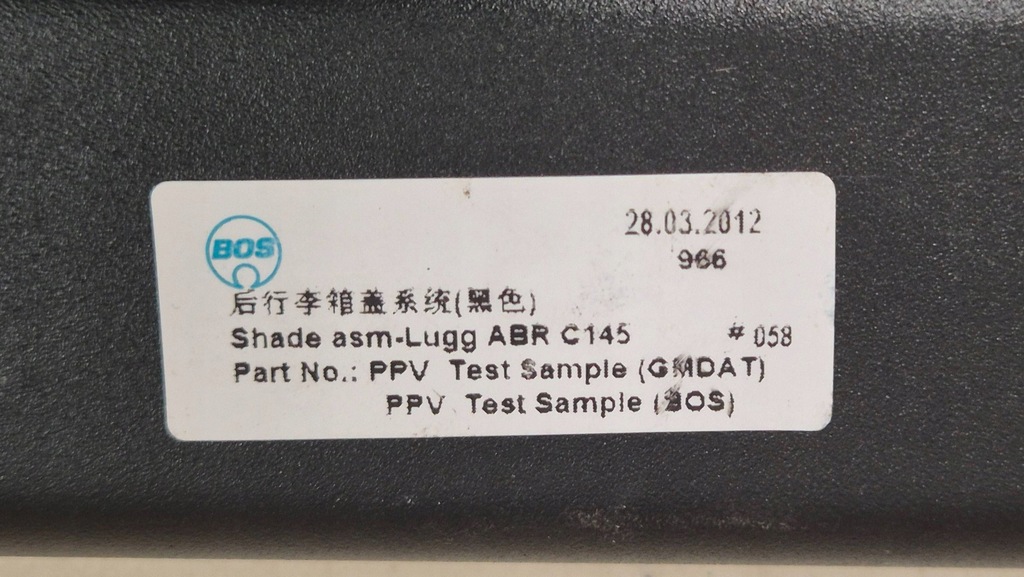 BOS
28.03.2012
966
后行李箱盖系统(黑色)
Shade asm-Lugg ABR C145 # 058
Part No.: PPV Test Sample (GMDAT)
PPV Test Sample (BOS)